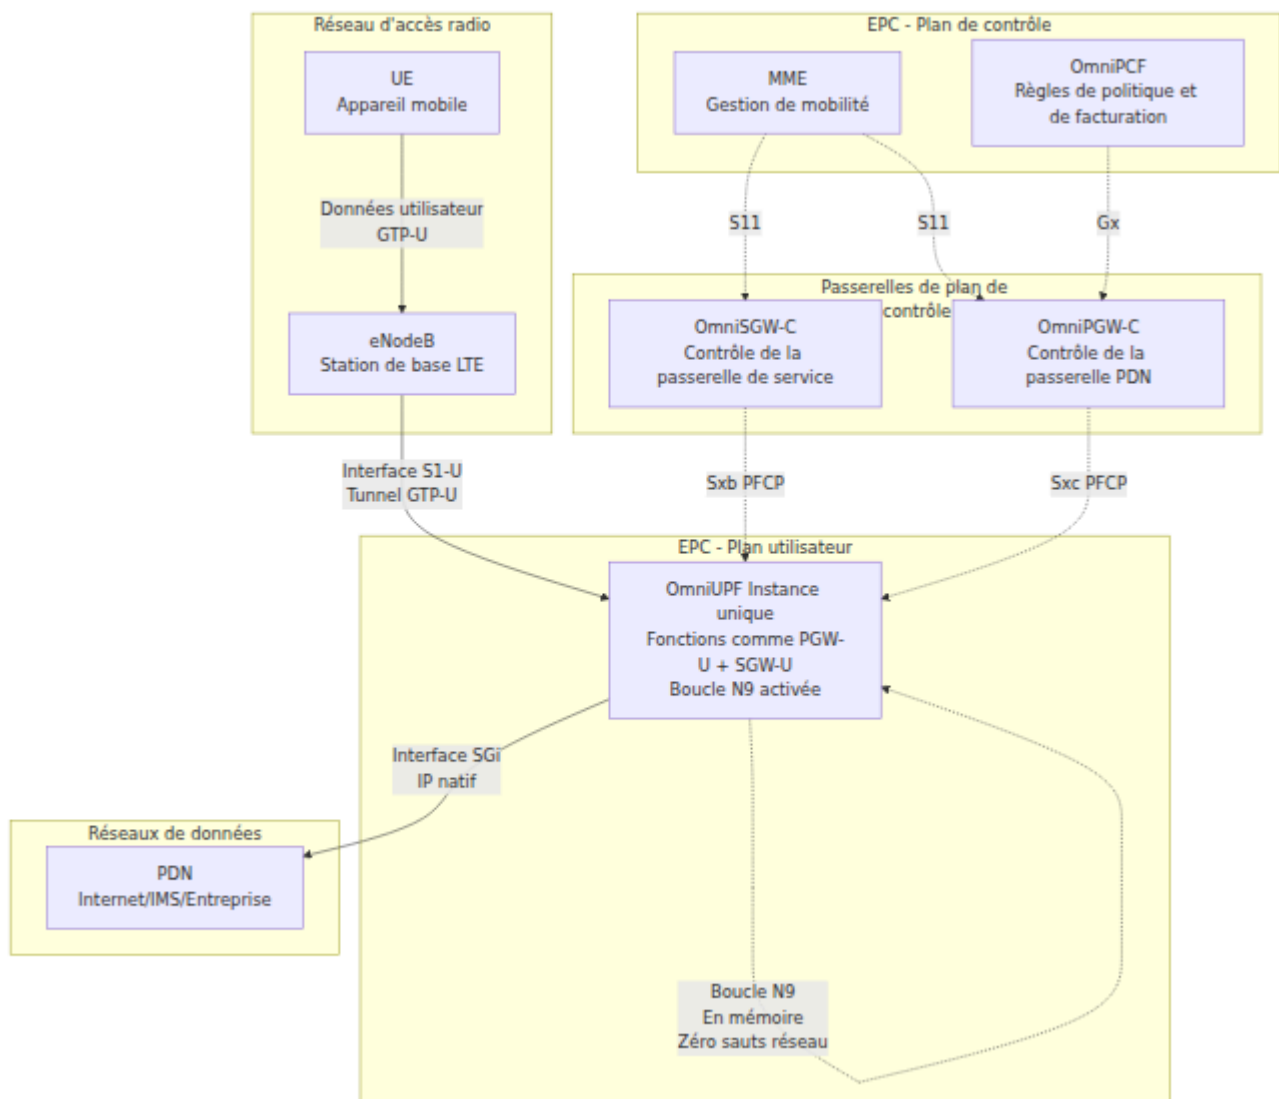 Réseau d'accès radio
UE
Appareil mobile
Données utilisateur
GTP-U
eNodeB
Station de base LTE
EPC - Plan de contrôle
MME
Gestion de mobilité
OmniPCF
Règles de politique et
de facturation
S11
S11
Gx
Passerelles de plan de
contrôle
OmniSGW-C
Contrôle de la
passerelle de service
OmniPGW-C
Contrôle de la
passerelle PDN
Interface S1-U
Tunnel GTP-U
Sxb PFCP
Sxc PFCP
EPC - Plan utilisateur
OmniUPF Instance
unique
Fonctions comme PGW-
U + SGW-U
Boucle N9 activée
Interface SGi
IP natif
Réseaux de données
PDN
Internet/IMS/Entreprise
Boucle N9
En mémoire
Zéro sauts réseau